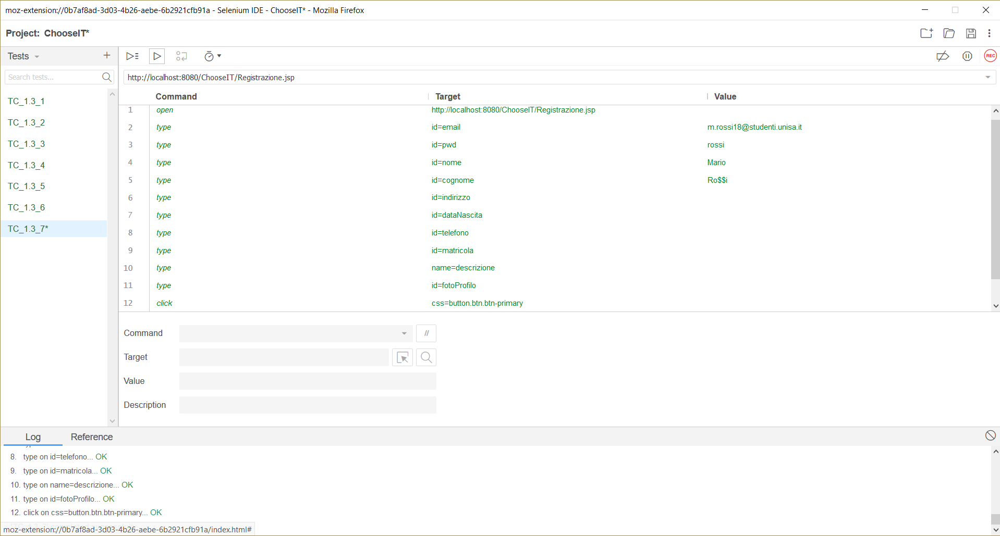 moz-extension://0b7af8ad-3d03-4b26-aebe-6b2921cfb91a - Selenium IDE - ChooseIT* - Mozilla Firefox
Project: ChooseIT*
Tests
Search tests...
TC_1.3_1
TC_1.3_2
TC_1.3_3
TC_1.3_4
TC_1.3_5
TC_1.3_6
TC_1.3_7*
REC
http://localhost:8080/ChooseIT/Registrazione.jsp
Command Target Value
1 open http://localhost:8080/ChooseIT/Registrazione.jsp
2 type id=email m.rossi18@studenti.unisa.it
3 type id=pwd rossi
4 type id=nome Mario
5 type id=cognome Ro$$i
6 type id=indirizzo
7 type id=dataNascita
8 type id=telefono
9 type id=matricola
10 type name=descrizione
11 type id=fotoProfilo
12 click css=button.btn.btn-primary
Command //
Target
Value
Description
Log Reference
8. type on id=telefono... OK
9. type on id=matricola... OK
10. type on name=descrizione... OK
11. type on id=fotoProfilo... OK
12. click on css=button.btn.btn-primary... OK
moz-extension://0b7af8ad-3d03-4b26-aebe-6b2921cfb91a/index.html#